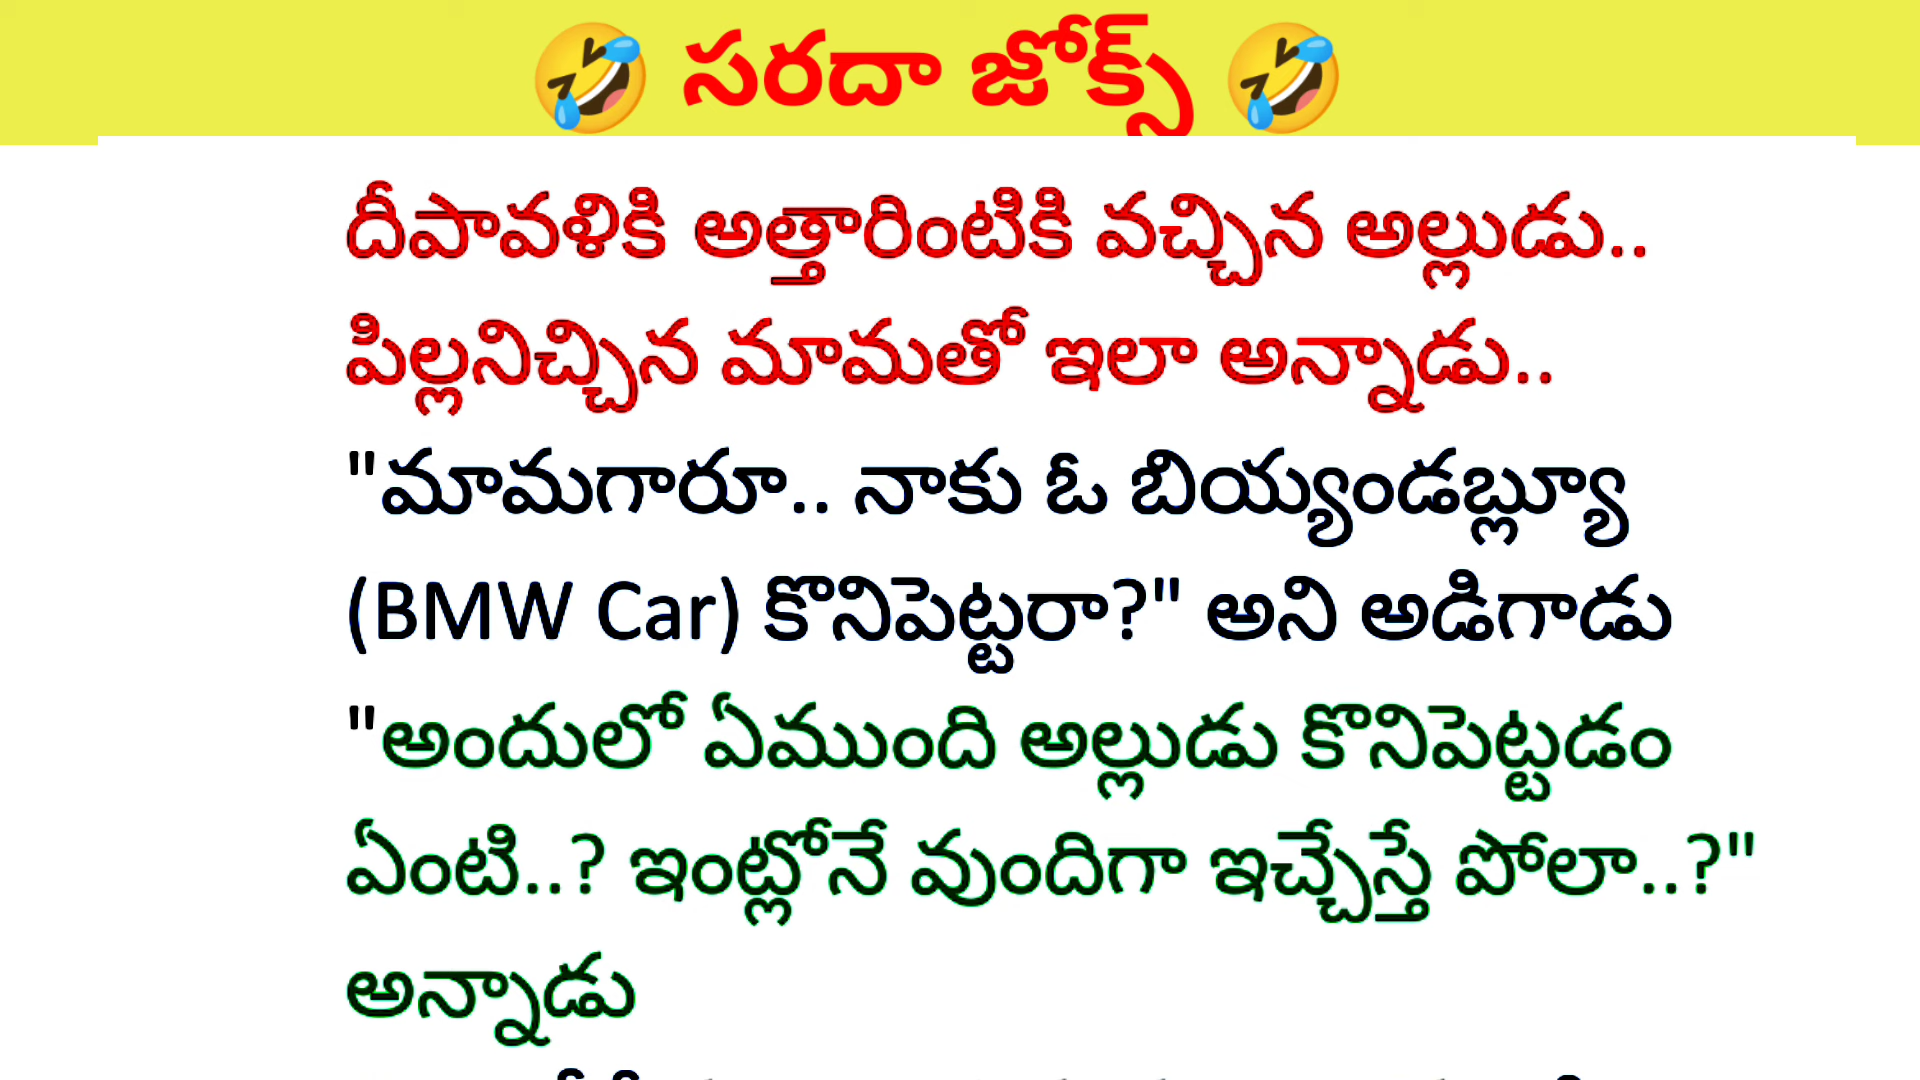 🤣 సరదా జోక్స్ 🤣
దీపావళికి అత్తారింటికి వచ్చిన అల్లుడు..
పిల్లనిచ్చిన మామతో ఇలా అన్నాడు..
"మామగారూ.. నాకు ఓ బియ్యండబ్ల్యూ
(BMW Car) కొనిపెట్టరా?" అని అడిగాడు
"అందులో ఏముంది అల్లుడు కొనిపెట్టడం
ఏంటి..? ఇంట్లోనే వుందిగా ఇచ్చేస్తే పోలా..?"
అన్నాడు